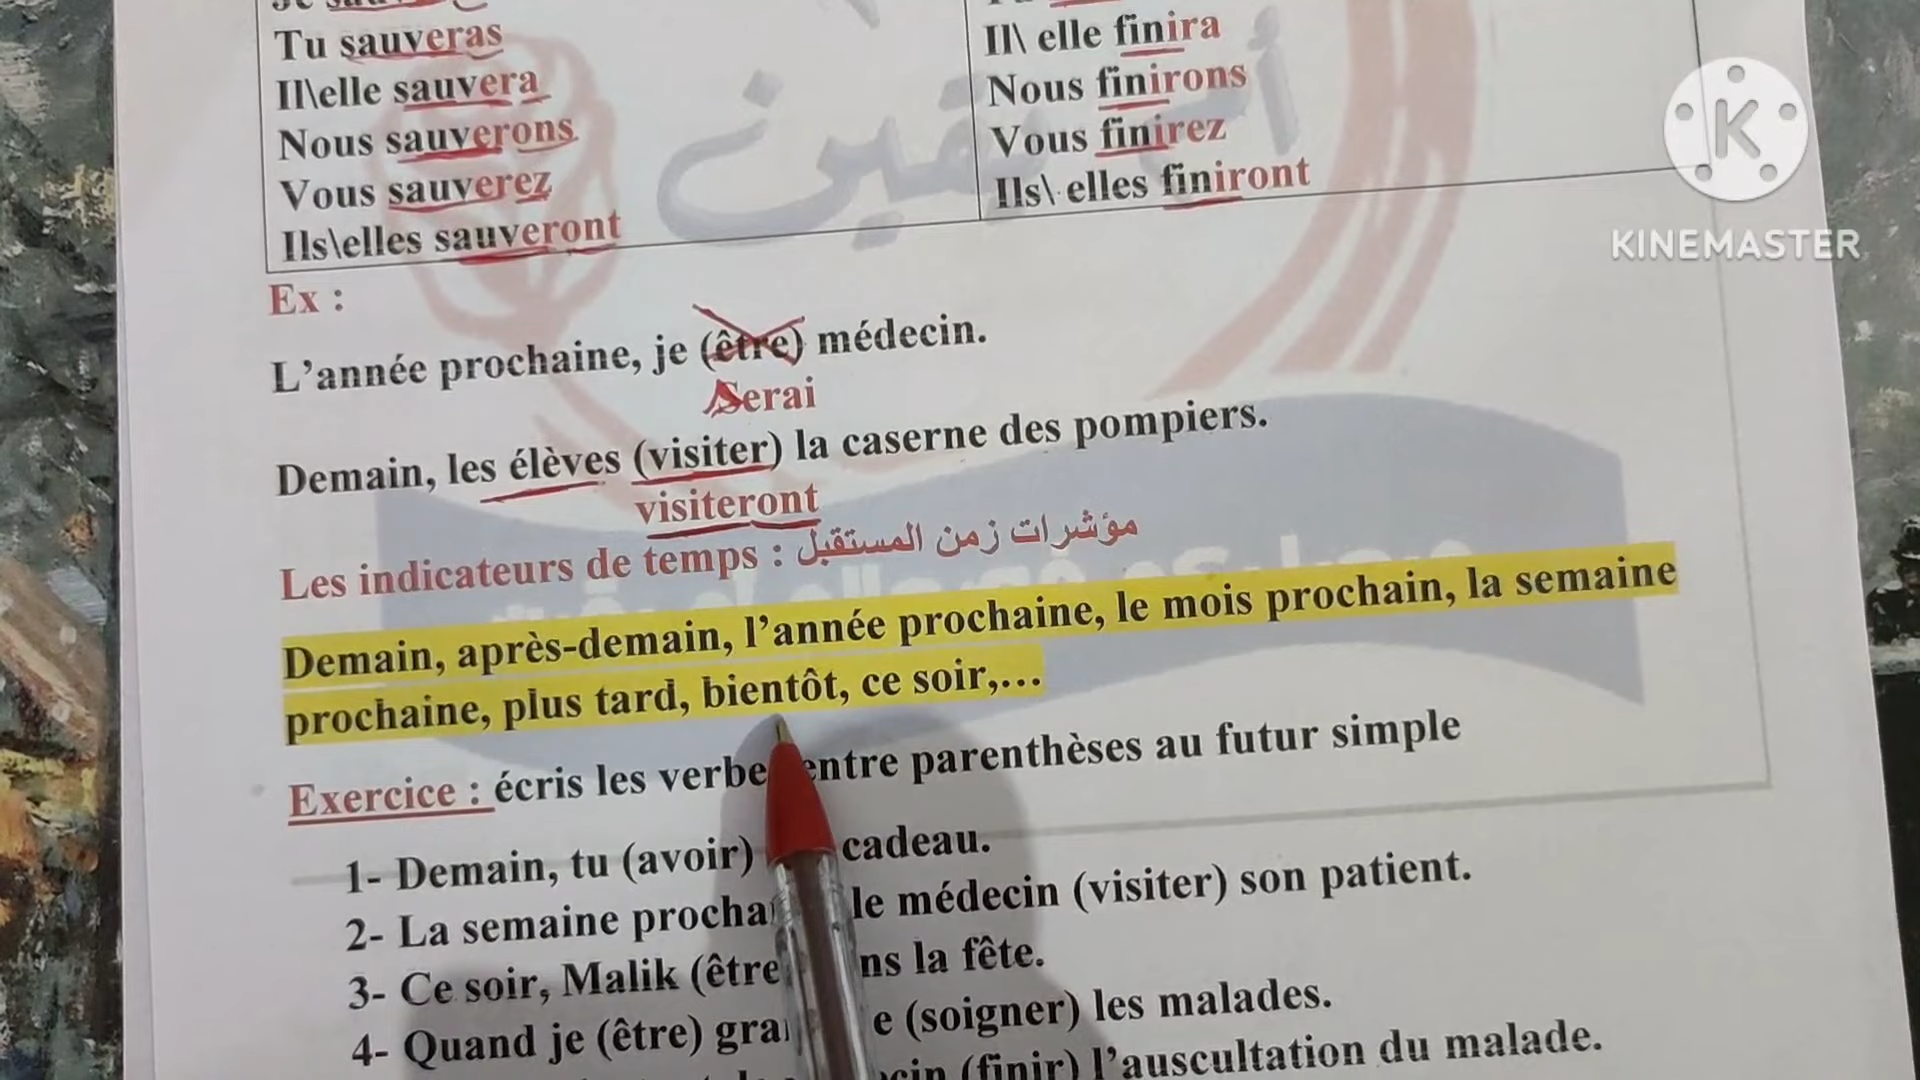 Tu sauveras
Il\elle sauvera
Nous sauverons
Vous sauverez
Ils\elles sauveront
Il\ elle finira
Nous finirons
Vous finirez
Ils\ elles finiront
KINEMASTER
Ex :
L’année prochaine, je (être) médecin.
Serai
Demain, les élèves (visiter) la caserne des pompiers.
visiteront
Les indicateurs de temps : مؤشرات زمن المستقبل
Demain, après-demain, l’année prochaine, le mois prochain, la semaine
prochaine, plus tard, bientôt, ce soir,…
Exercice : écris les verbe entre parenthèses au futur simple
1- Demain, tu (avoir) cadeau.
2- La semaine le médecin (visiter) son patient.
3- Ce soir, Malik (être la fête.
4- Quand je (être) (soigner) les malades.
(finir) l’auscultation du malade.